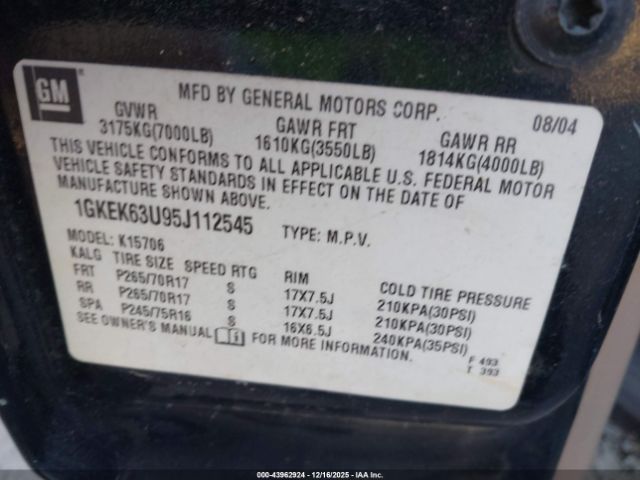 GM
MFD BY GENERAL MOTORS CORP. 08/04
GVWR GAWR FRT GAWR RR
3175KG(7000LB) 1610KG(3550LB) 1814KG(4000LB)
THIS VEHICLE CONFORMS TO ALL APPLICABLE U.S. FEDERAL MOTOR
VEHICLE SAFETY STANDARDS IN EFFECT ON THE DATE OF
MANUFACTURE SHOWN ABOVE.
1GKEK63U95J112545 TYPE: M.P.V.
MODEL: K15706
KALG TIRE SIZE SPEED RTG RIM COLD TIRE PRESSURE
FRT P265/70R17 S 17X7.5J 210KPA(30PSI)
RR P265/70R17 S 17X7.5J 210KPA(30PSI)
SPA P245/75R16 S 16X6.5J 240KPA(35PSI)
SEE OWNER'S MANUAL FOR MORE INFORMATION.
F 493
T 393
000-43962924 | 12/16/2025 | IAA Inc.